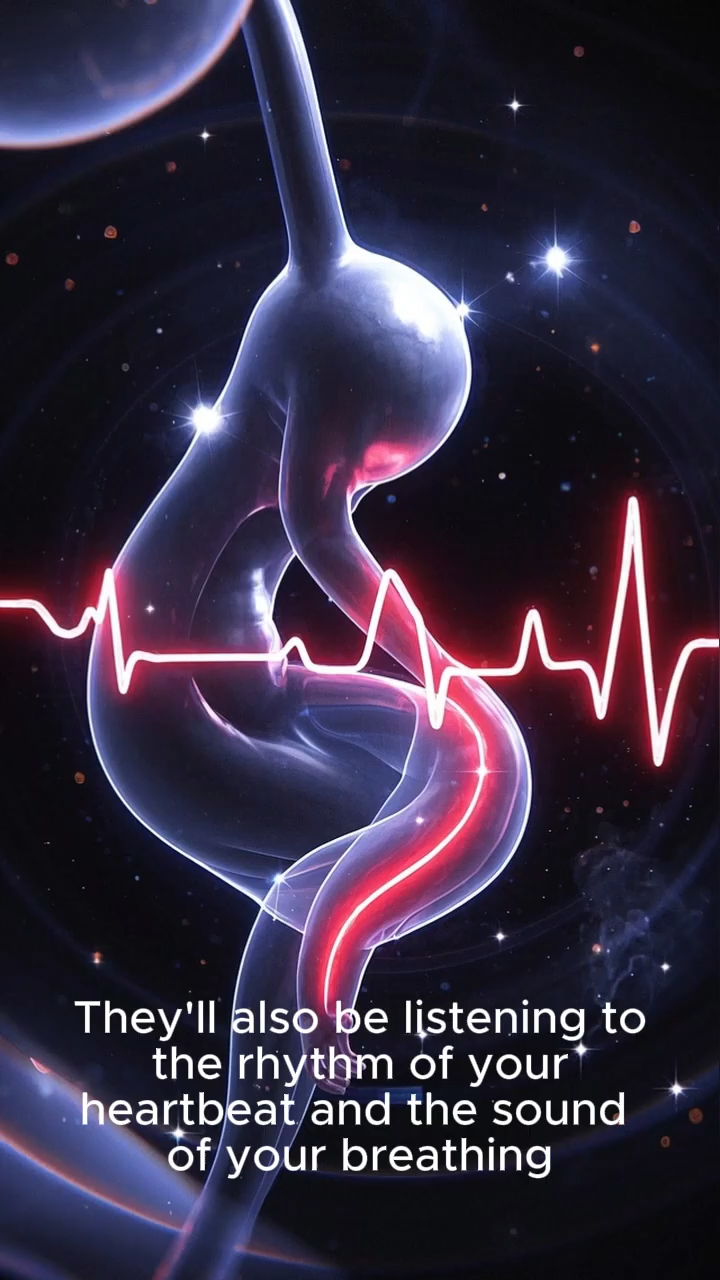 They'll also be listening to
the rhythm of your
heartbeat and the sound
of your breathing